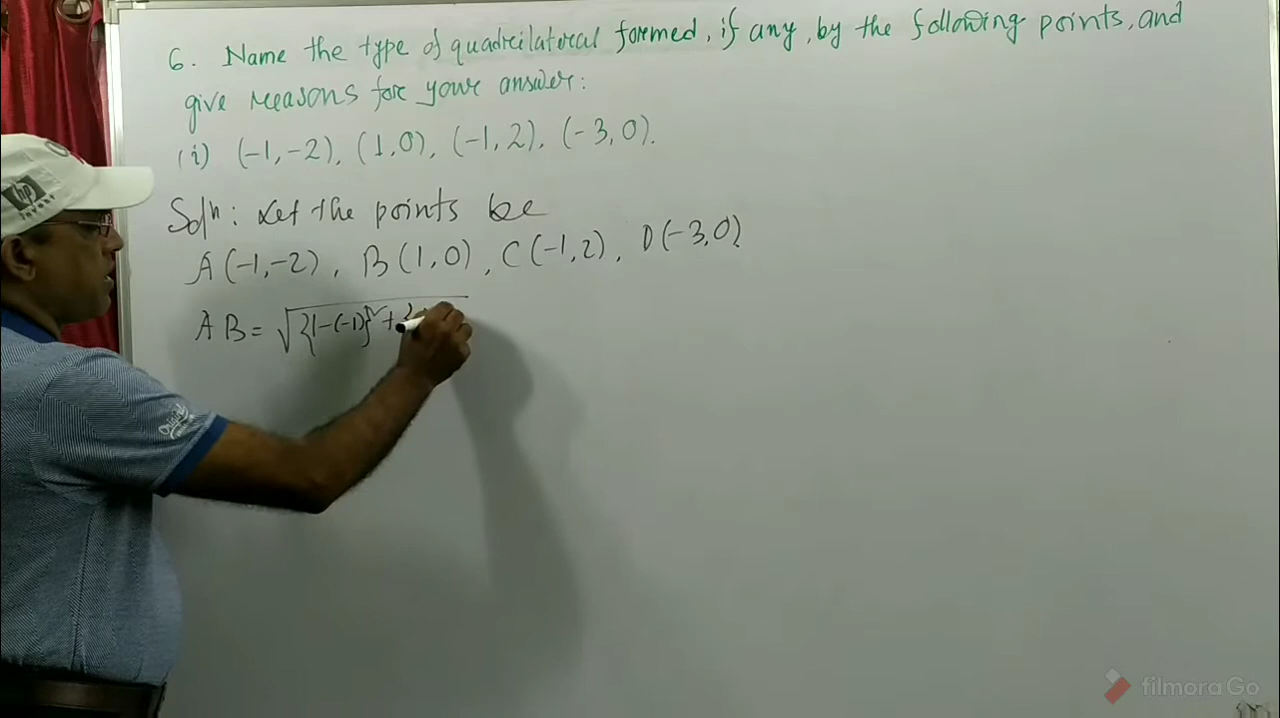 6. Name the type of quadrilateral formed, if any, by the following points, and
give reasons for your answer:
(i) (-1,-2), (1,0), (-1,2), (-3,0).
Solⁿ: Let the points be
A(-1,-2), B(1,0), C(-1,2), D(-3,0)
AB = √{1-(-1)}² + {
hp
filmora Go